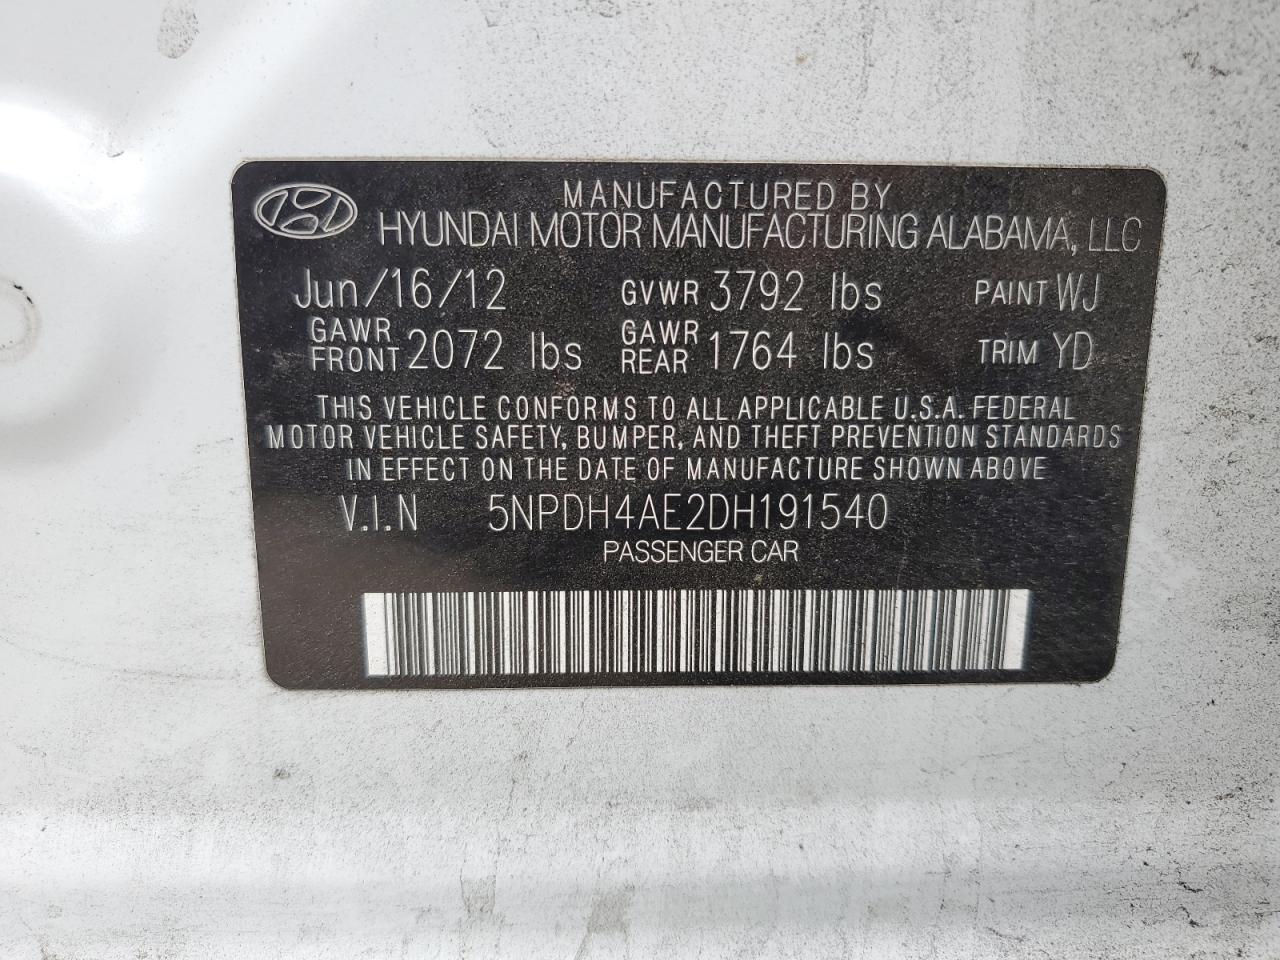 MANUFACTURED BY
HYUNDAI MOTOR MANUFACTURING ALABAMA, LLC
Jun/16/12 GVWR 3792 lbs PAINT WJ
GAWR FRONT 2072 lbs GAWR REAR 1764 lbs TRIM YD
THIS VEHICLE CONFORMS TO ALL APPLICABLE U.S.A. FEDERAL
MOTOR VEHICLE SAFETY, BUMPER, AND THEFT PREVENTION STANDARDS
IN EFFECT ON THE DATE OF MANUFACTURE SHOWN ABOVE
V.I.N 5NPDH4AE2DH191540
PASSENGER CAR